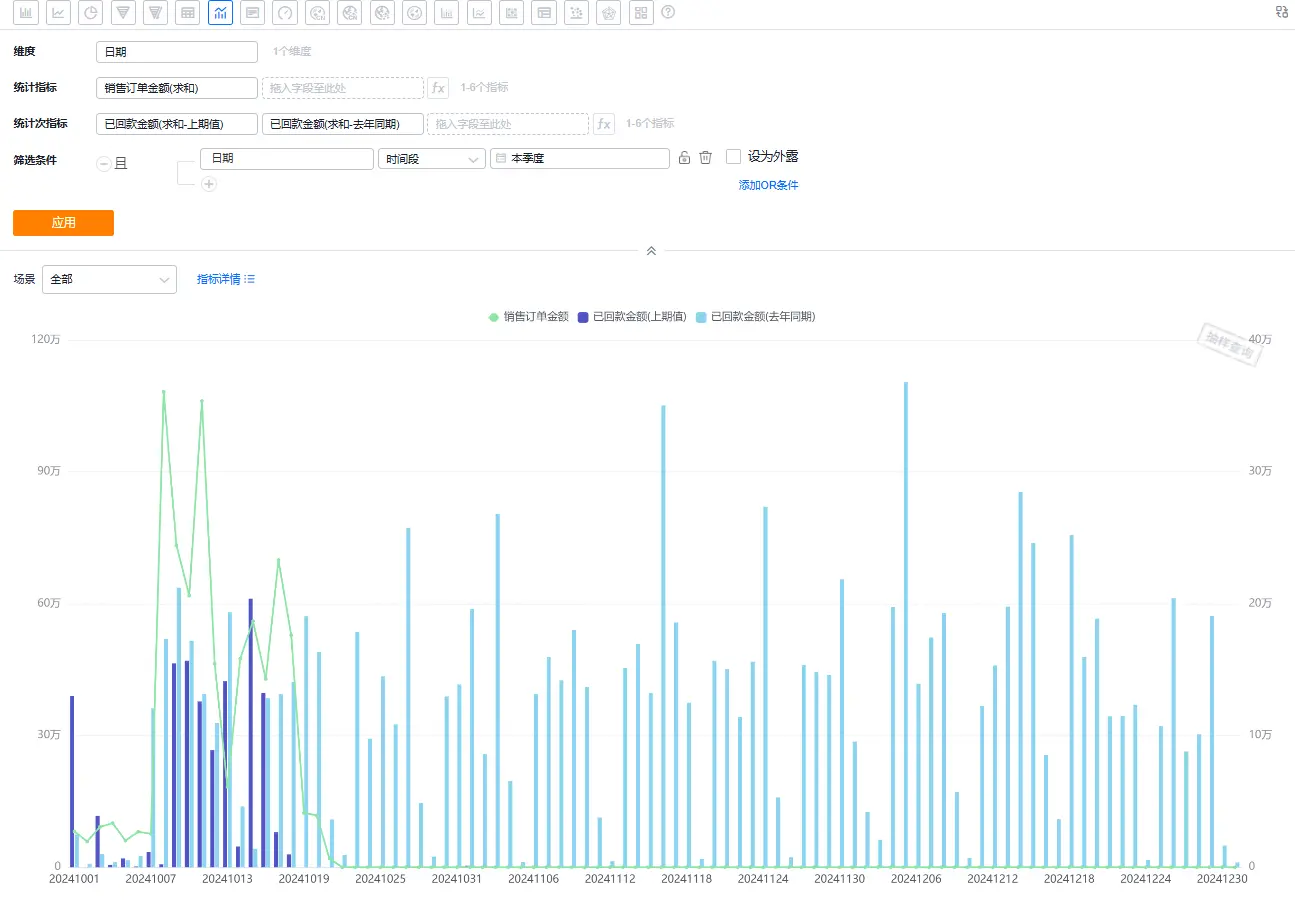 维度 日期 1个维度
统计指标 销售订单金额(求和) 拖入字段至此处 fx 1-6个指标
统计次指标 已回款金额(求和-上期值) 已回款金额(求和-去年同期) 拖入字段至此处 fx 1-6个指标
筛选条件 且 日期 时间段 本季度 设为外露
添加OR条件
应用
场景 全部 指标详情
销售订单金额 已回款金额(上期值) 已回款金额(去年同期)
120万 40万
抽样查询
90万 30万
60万 20万
30万 10万
0 0
20241001 20241007 20241013 20241019 20241025 20241031 20241106 20241112 20241118 20241124 20241130 20241206 20241212 20241218 20241224 20241230